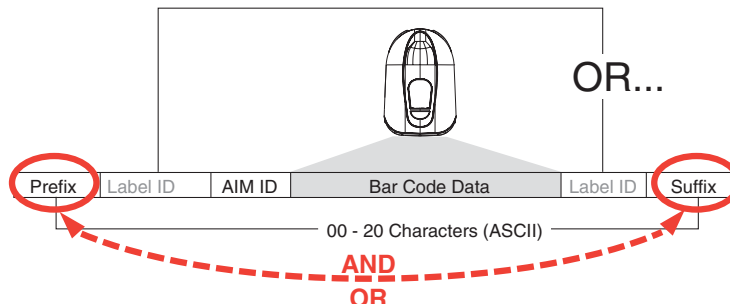 OR...
Prefix Label ID AIM ID Bar Code Data Label ID Suffix
00 - 20 Characters (ASCII)
AND
OR